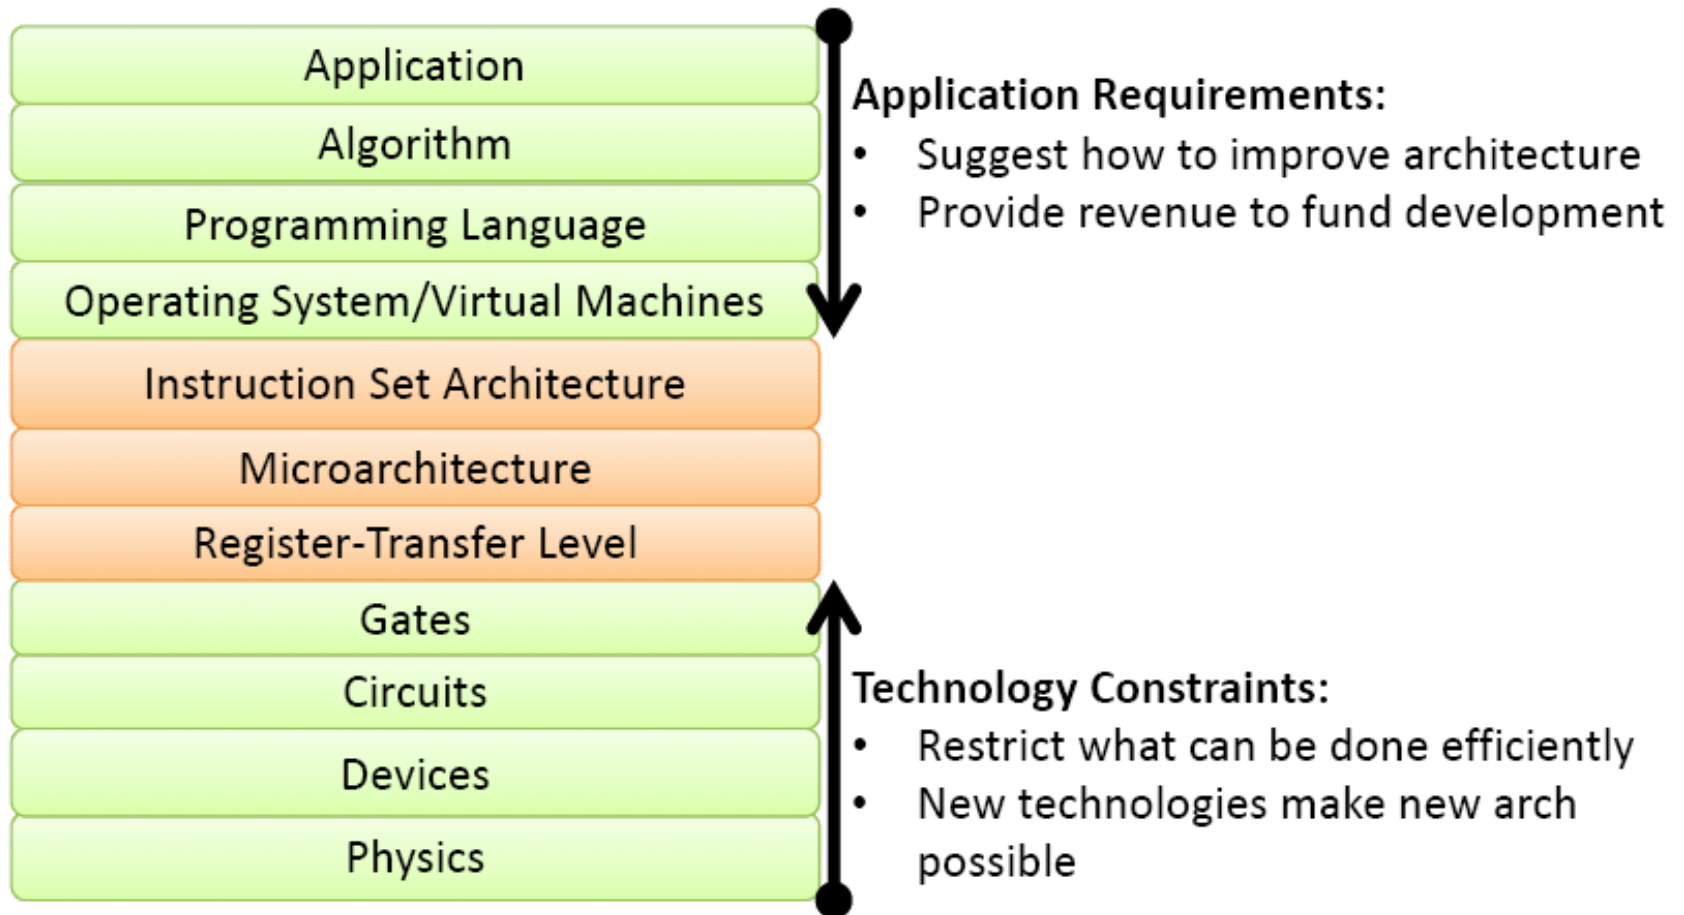 Application
Algorithm
Programming Language
Operating System/Virtual Machines
Instruction Set Architecture
Microarchitecture
Register-Transfer Level
Gates
Circuits
Devices
Physics
Application Requirements:
• Suggest how to improve architecture
• Provide revenue to fund development
Technology Constraints:
• Restrict what can be done efficiently
• New technologies make new arch
possible